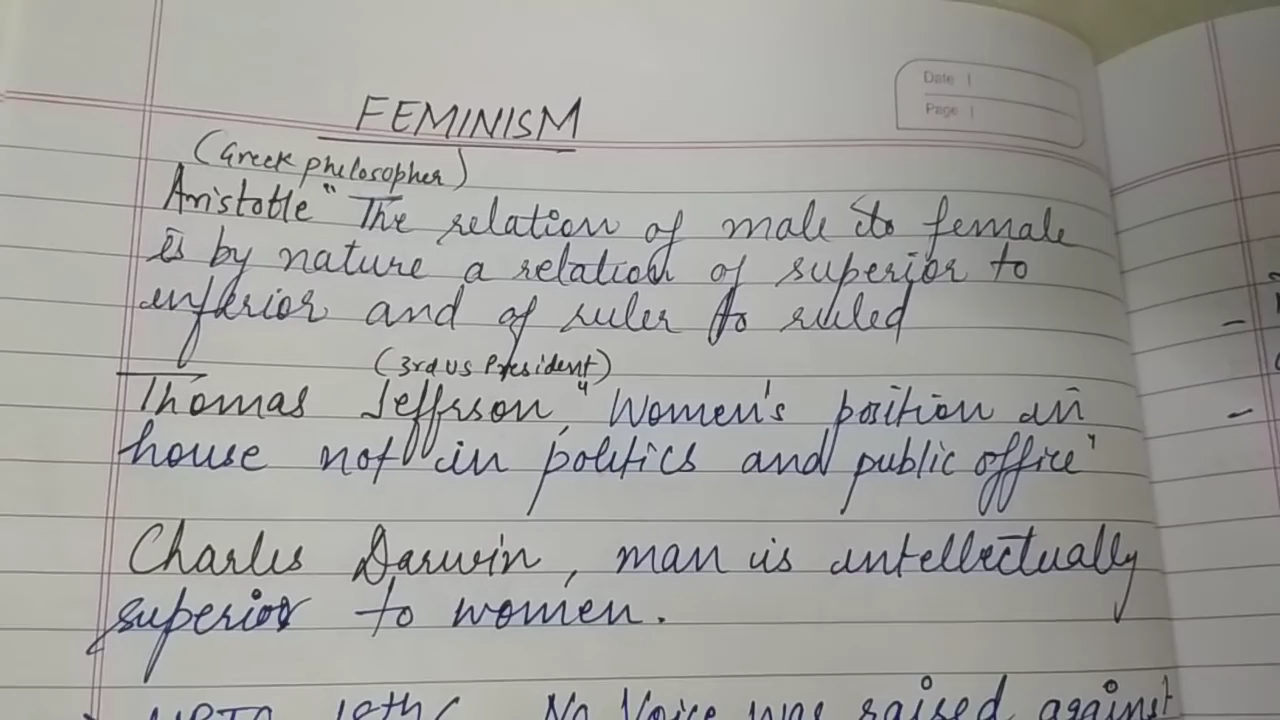 Date
Page
FEMINISM
(Greek philosopher)
Aristotle "The relation of male to female
is by nature a relation of superior to
inferior and of ruler to ruled
(3rd US President)
Thomas Jeffrson, "Women's position in
house not in politics and public office"
Charles Darwin, man is intellectually
superior to women.
No Voice was raised against